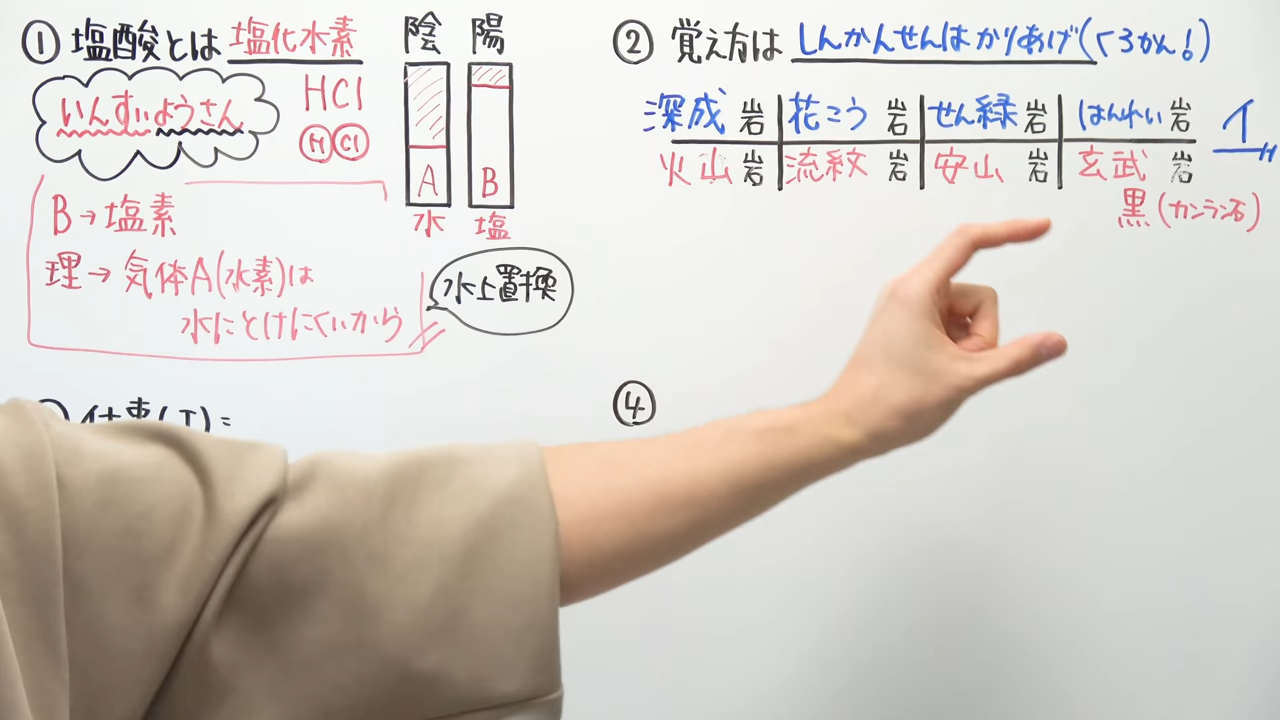 ① 塩酸とは 塩化水素
いんすいようさん
HCl
H Cl
陰 陽
A B
水 塩
B→塩素
理→気体A(水素)は
水にとけにくいから
水上置換
② 覚え方は しんかんせんはかりあげ(くろかん!)
深成岩 花こう岩 せん緑岩 はんれい岩 イ
火山岩 流紋岩 安山岩 玄武岩
黒(カンラン石)
仕事(J)=
④